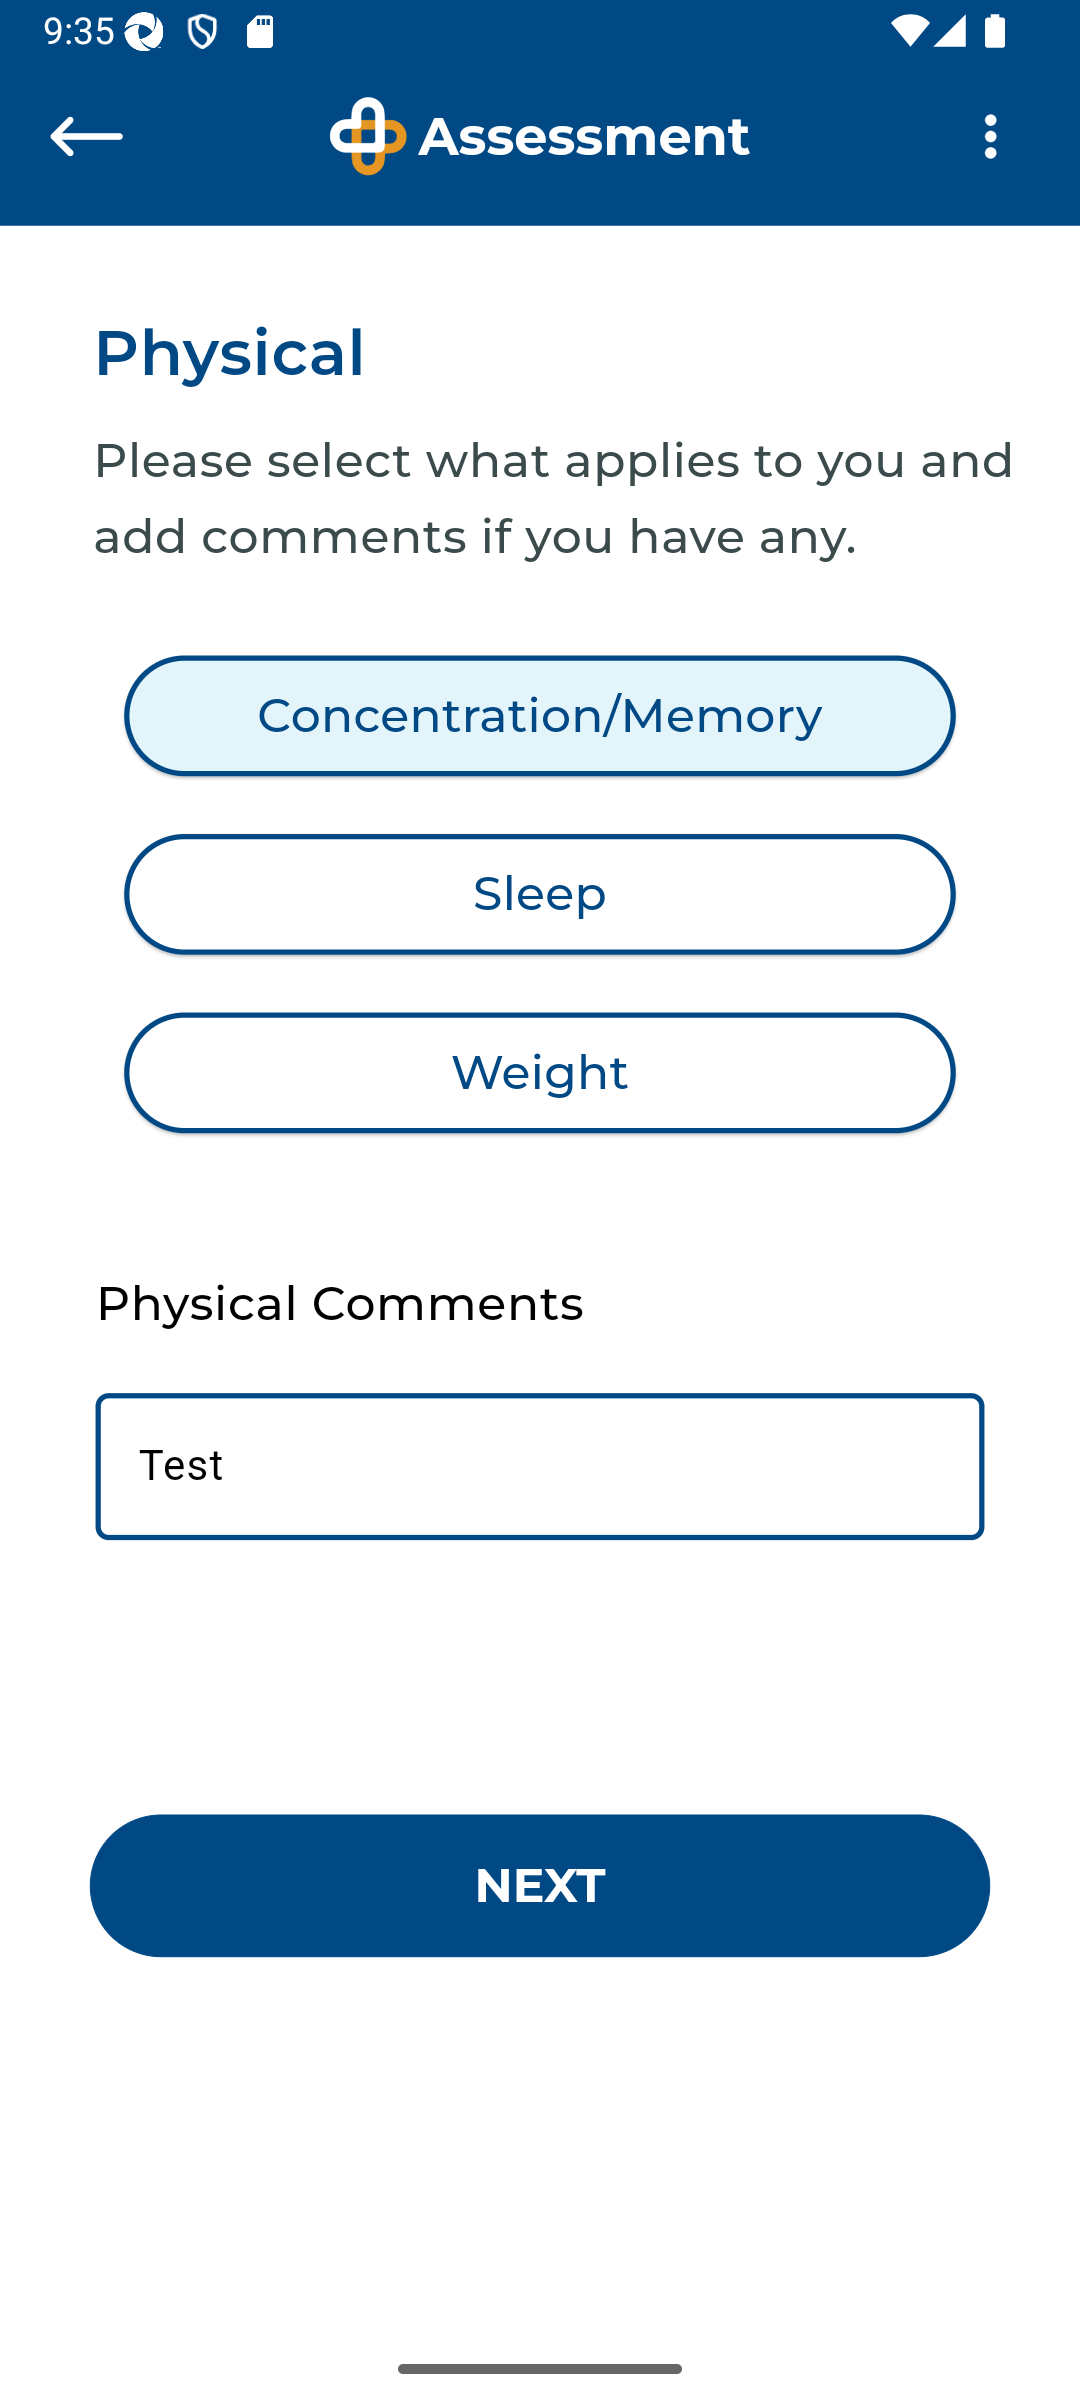 9:35
Assessment
Physical
Please select what applies to you and
add comments if you have any.
Concentration/Memory
Sleep
Weight
Physical Comments
Test
NEXT